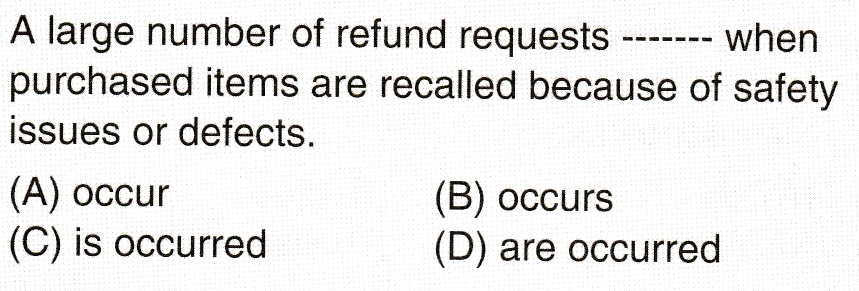 A large number of refund requests ------- when
purchased items are recalled because of safety
issues or defects.
(A) occur (B) occurs
(C) is occurred (D) are occurred